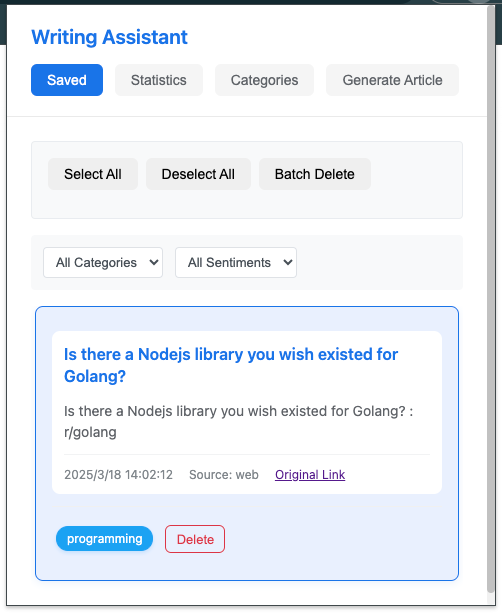 Writing Assistant
Saved Statistics Categories Generate Article
Select All Deselect All Batch Delete
All Categories All Sentiments
Is there a Nodejs library you wish existed for
Golang?
Is there a Nodejs library you wish existed for Golang? :
r/golang
2025/3/18 14:02:12 Source: web Original Link
programming Delete